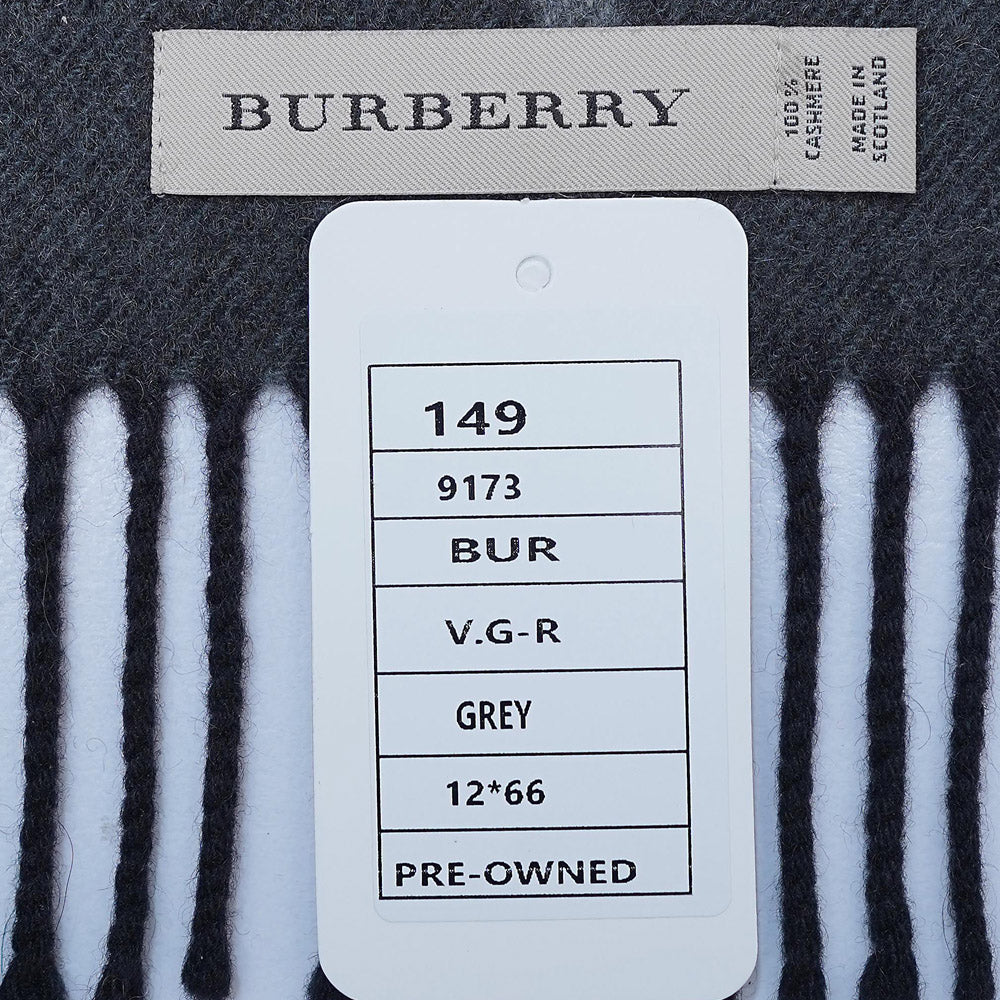 BURBERRY
100%
CASHMERE
MADE IN
SCOTLAND
149
9173
BUR
V.G-R
GREY
12*66
PRE-OWNED